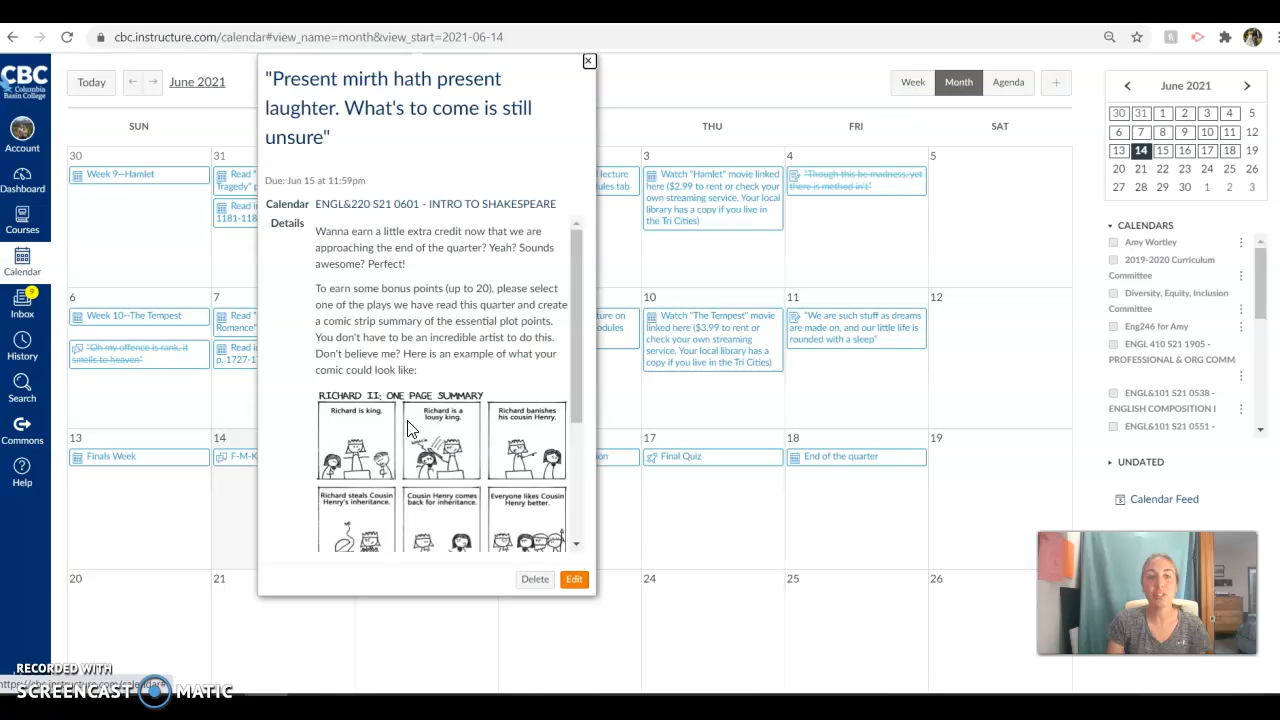 cbc.instructure.com/calendar#view_name=month&view_start=2021-06-14
CBC
Columbia
Basin College
Account
Dashboard
Courses
Calendar
9
Inbox
History
Search
Commons
Help
Today
June 2021
Week
Month
Agenda
SUN
THU
FRI
SAT
30
Week 9--Hamlet
31
Read "
Tragedy" p
Read i
1181-118
lecture
ules tab
3
Watch "Hamlet" movie
linked here ($2.99 to rent or check
your own streaming
service. Your local
library has a copy if you live in
the Tri Cities)
4
"Though this be madness, yet
there is method in't"
5
6
Week 10--The Tempest
"Oh my offence is rank, it
smells to heaven"
7
Read "
Romance"
Read i
p. 1727-1
ture on
odules
10
Watch "The Tempest" movie
linked here ($3.99 to rent or
check your own streaming
service. Your local library has a
copy if you live in the Tri Cities)
11
"We are such stuff as dreams
are made on, and our little life is
rounded with a sleep"
12
13
Finals Week
14
F-M-K
on
17
Final Quiz
18
End of the quarter
19
20
21
24
25
26
"Present mirth hath present
laughter. What's to come is still
unsure"
Due: Jun 15 at 11:59pm
Calendar ENGL&220 S21 0601 - INTRO TO SHAKESPEARE
Details
Wanna earn a little extra credit now that we are
approaching the end of the quarter? Yeah? Sounds
awesome? Perfect!
To earn some bonus points (up to 20), please select
one of the plays we have read this quarter and create
a comic strip summary of the essential plot points.
You don't have to be an incredible artist to do this.
Don't believe me? Here is an example of what your
comic could look like:
RICHARD II: ONE PAGE SUMMARY
Richard is king.
Richard is a
lousy king.
Richard banishes
his cousin Henry.
Richard steals Cousin
Henry's inheritance.
Cousin Henry comes
back for inheritance.
Everyone likes Cousin
Henry better.
Delete
Edit
June 2021
30 31 1 2 3 4 5
6 7 8 9 10 11 12
13 14 15 16 17 18 19
20 21 22 23 24 25 26
27 28 29 30 1 2 3
CALENDARS
Amy Wortley
2019-2020 Curriculum
Committee
Diversity, Equity, Inclusion
Committee
Eng246 for Amy
ENGL 410 S21 1905 -
PROFESSIONAL & ORG COMM
ENGL&101 S21 0538 -
ENGLISH COMPOSITION I
ENGL&101 S21 0551 -
UNDATED
Calendar Feed
RECORDED WITH
SCREENCAST MATIC
https://cbc.instructure.com/calendar#